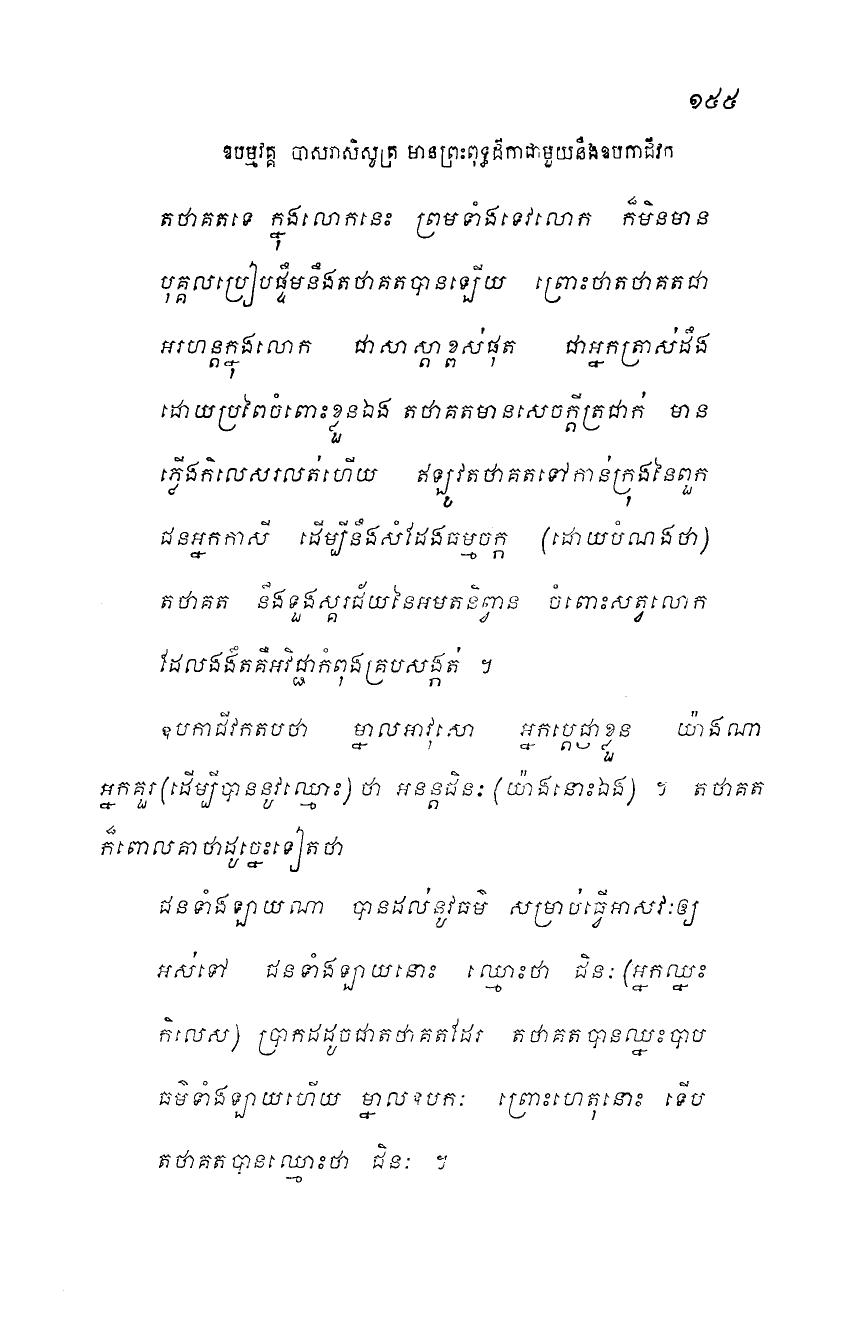 ១៥៥
ឱបម្មវគ្គ បាសរាសិសូត្រ មានព្រះពុទ្ធដីកាជាមួយនឹងឧបកាជីវក
តថាគតទេ ក្នុងលោកនេះ ព្រមទាំងទេវលោក ក៏មិនមាន
បុគ្គលប្រៀបផ្ទឹមនឹងតថាគតបានឡើយ ព្រោះថាតថាគតជា
អរហន្តក្នុងលោក ជាសាស្តាខ្ពស់ផុត ជាអ្នកត្រាស់ដឹង
ដោយប្រពៃចំពោះខ្លួនឯង តថាគតមានសេចក្តីត្រជាក់ មាន
ភ្លើងកិលេសរលត់ហើយ ឥឡូវតថាគតទៅកាន់ក្រុងនៃពួក
ជនអ្នកកាសី ដើម្បីនឹងសំដែងធម្មចក្ក (ដោយបំណងថា)
តថាគត នឹងទួងស្គរជ័យនៃអមតនិព្វាន ចំពោះសត្វលោក
ដែលងងឹតគឺអវិជ្ជាកំពុងគ្របសង្កត់ ។
ឧបកាជីវកតបថា ម្នាលអាវុសោ អ្នកប្តេជ្ញាខ្លួន យ៉ាងណា
អ្នកគួរ (ដើម្បីបាននូវឈ្មោះ) ថា អនន្តជិនៈ (យ៉ាងនោះឯង) ។ តថាគត
ក៏ពោលគាថាដូច្នេះទៀតថា
ជនទាំងឡាយណា បានដល់នូវធម៌ សម្រាប់ធ្វើអាសវៈឲ្យ
អស់ទៅ ជនទាំងឡាយនោះ ឈ្មោះថា ជិនៈ (អ្នកឈ្នះ
កិលេស) ប្រាកដដូចជាតថាគតដែរ តថាគតបានឈ្នះបាប
ធម៌ទាំងឡាយហើយ ម្នាលឧបកៈ ព្រោះហេតុនោះ ទើប
តថាគតបានឈ្មោះថា ជិនៈ ។